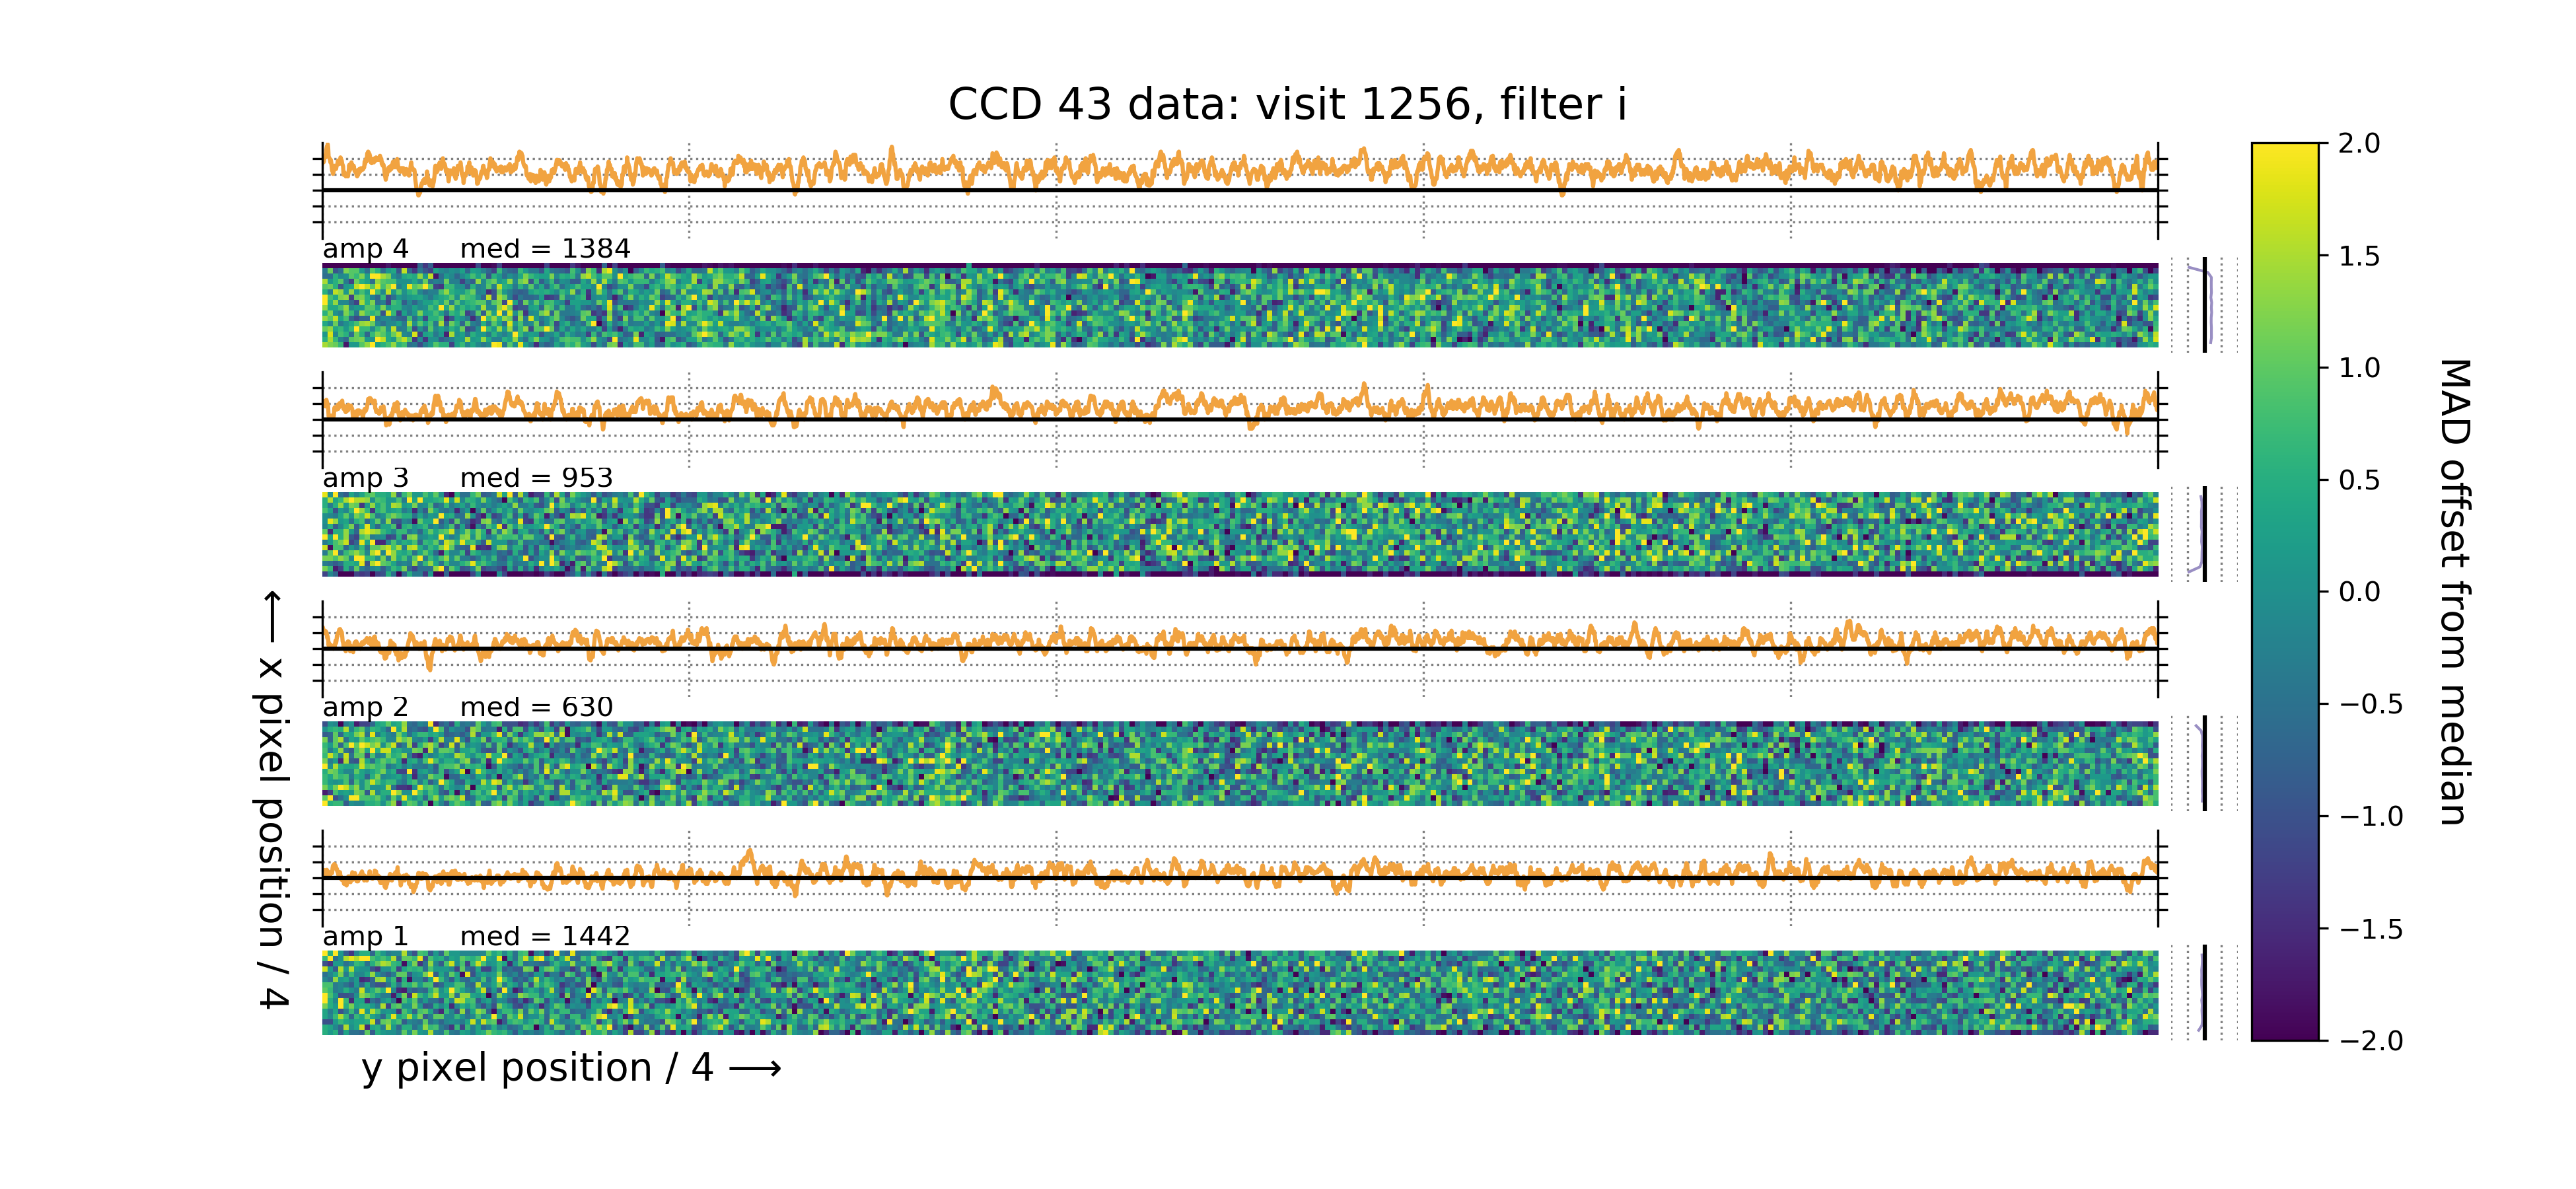 CCD 43 data: visit 1256, filter i
amp 4 med = 1384
amp 3 med = 953
amp 2 med = 630
amp 1 med = 1442
⟵ x pixel position / 4
y pixel position / 4 ⟶
2.0
1.5
1.0
0.5
0.0
−0.5
−1.0
−1.5
−2.0
MAD offset from median